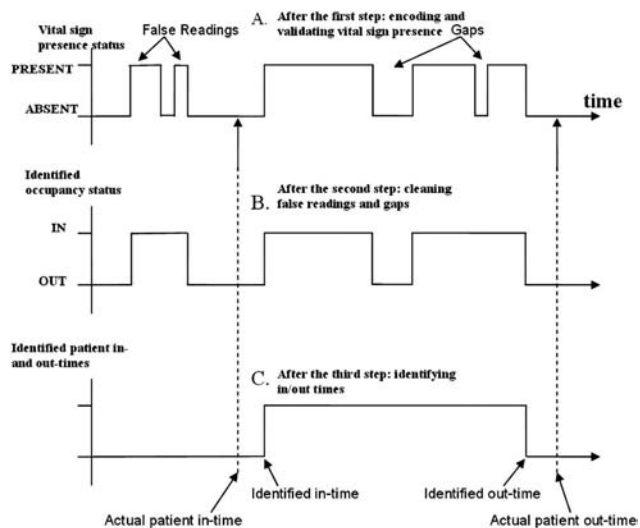 Vital sign
presence status
False Readings
A. After the first step: encoding and
validating vital sign presence
Gaps
PRESENT
ABSENT
time
Identified
occupancy status
B. After the second step: cleaning
false readings and gaps
IN
OUT
Identified patient in-
and out-times
C. After the third step: identifying
in/out times
Identified in-time
Identified out-time
Actual patient in-time
Actual patient out-times